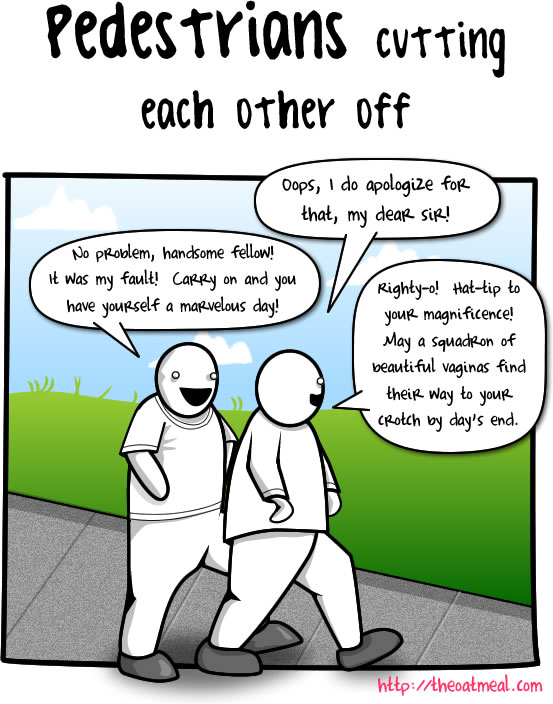 Pedestrians cutting
each other off
Oops, I do apologize for
that, my dear sir!
No problem, handsome fellow!
It was my fault! Carry on and you
have yourself a marvelous day!
Righty-o! Hat-tip to
your magnificence!
May a squadron of
beautiful vaginas find
their way to your
crotch by day's end.
http://theoatmeal.com